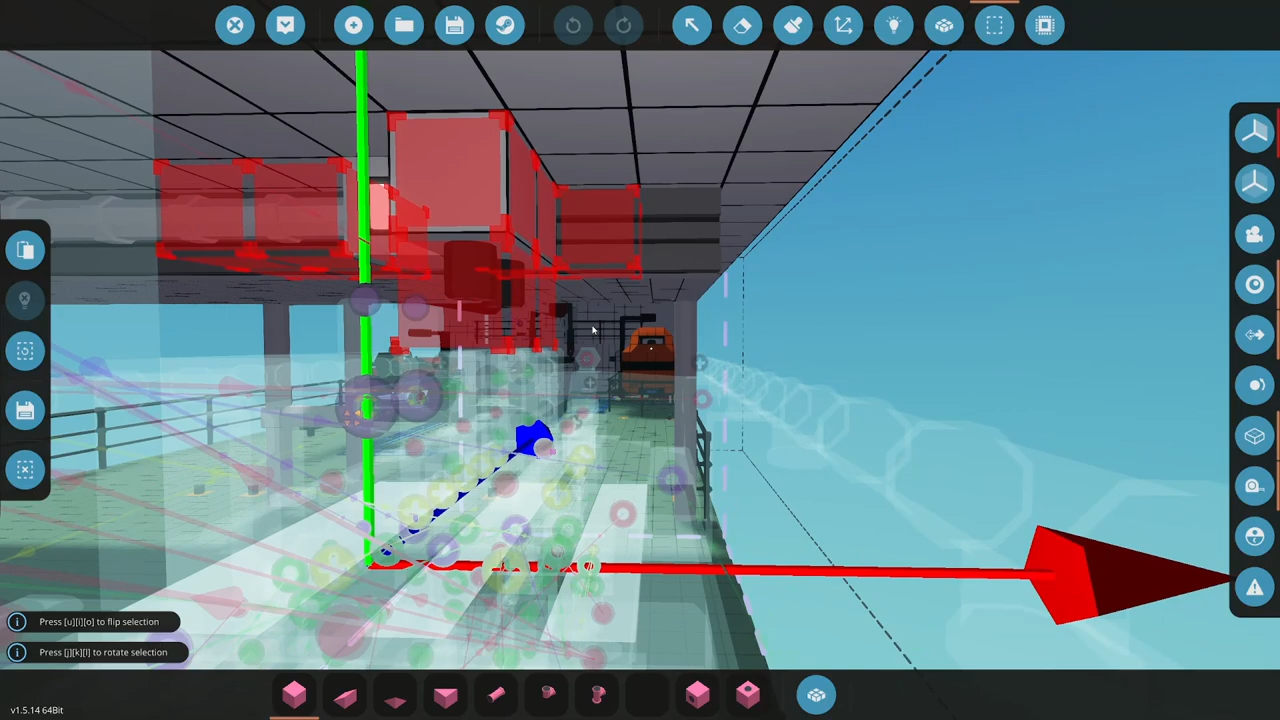 Press [u][i][o] to flip selection
Press [j][k][l] to rotate selection
v1.5.14 64Bit